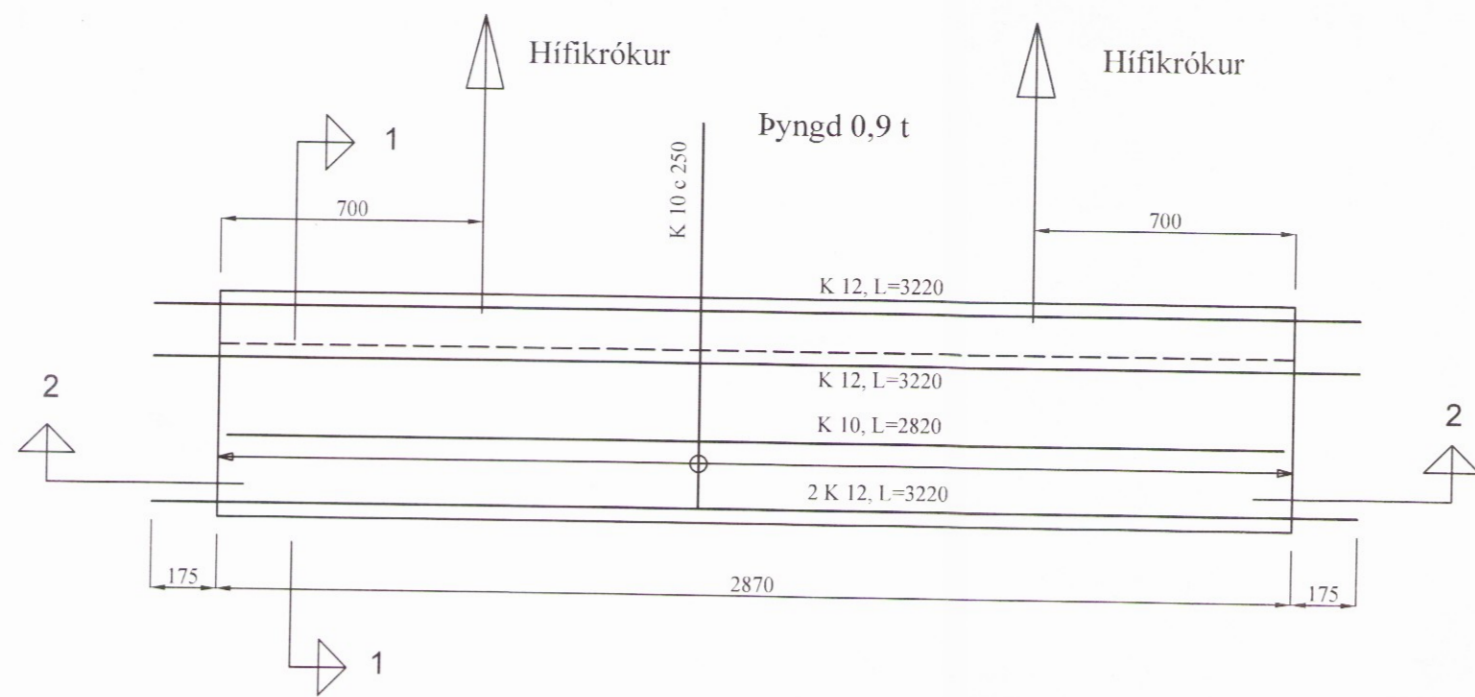 Hífikrókur
Hífikrókur
Þyngd 0,9 t
1
K 10 c 250
700
700
K 12, L=3220
K 12, L=3220
2
K 10, L=2820
2
2 K 12, L=3220
175
2870
175
1